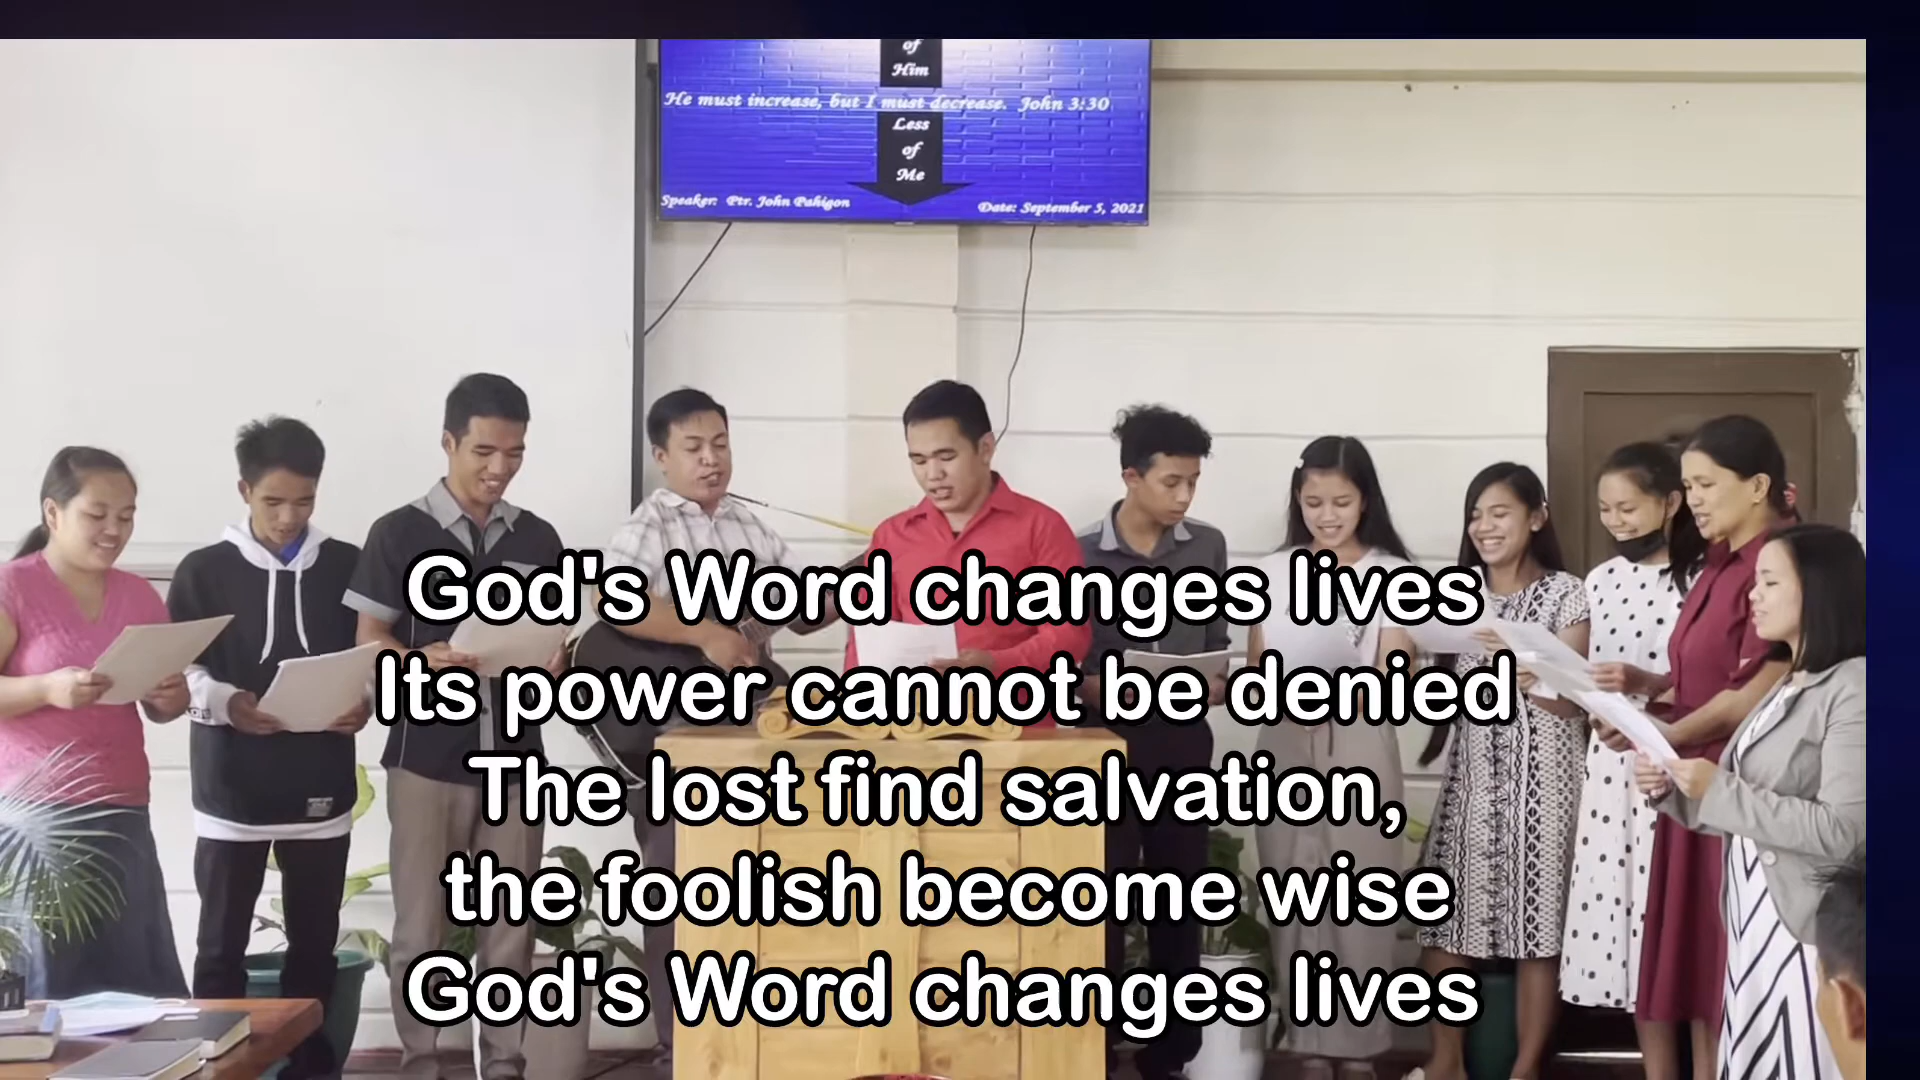 of
Him
He must increase, but I must decrease. John 3:30
Less
of
Me
Speaker: Ptr. John Pahigon
Date: September 5, 2021
God's Word changes lives
Its power cannot be denied
The lost find salvation,
the foolish become wise
God's Word changes lives